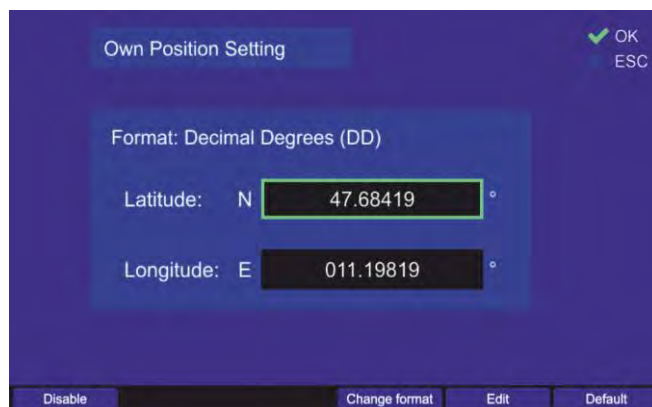 Own Position Setting
OK
ESC
Format: Decimal Degrees (DD)
Latitude: N 47.68419 °
Longitude: E 011.19819 °
Disable Change format Edit Default